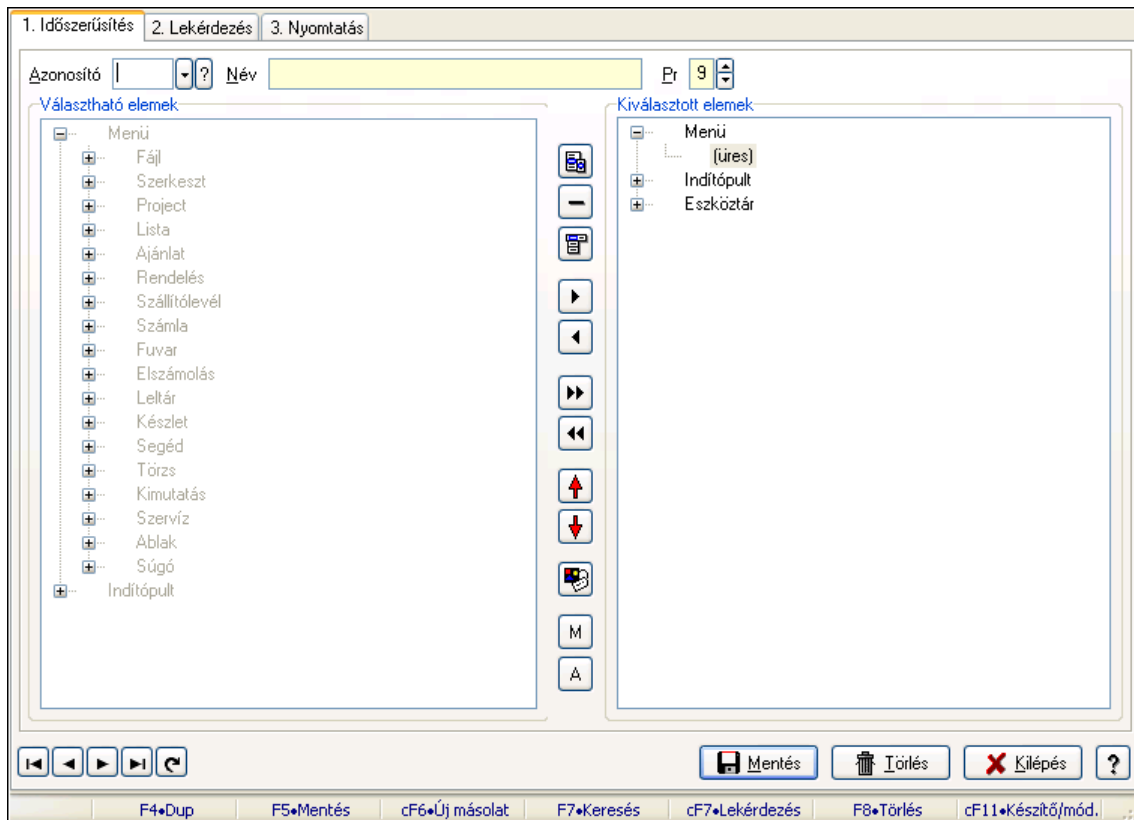 1. Időszerűsítés 2. Lekérdezés 3. Nyomtatás
Azonosító ? Név Pr 9
Választható elemek
Menü
Fájl
Szerkeszt
Project
Lista
Ajánlat
Rendelés
Szállítólevél
Számla
Fuvar
Elszámolás
Leltár
Készlet
Segéd
Törzs
Kimutatás
Szervíz
Ablak
Súgó
Indítópult
M
A
Kiválasztott elemek
Menü
(üres)
Indítópult
Eszköztár
Mentés Törlés Kilépés ?
F4•Dup F5•Mentés cF6•Új másolat F7•Keresés cF7•Lekérdezés F8•Törlés cF11•Készítő/mód.